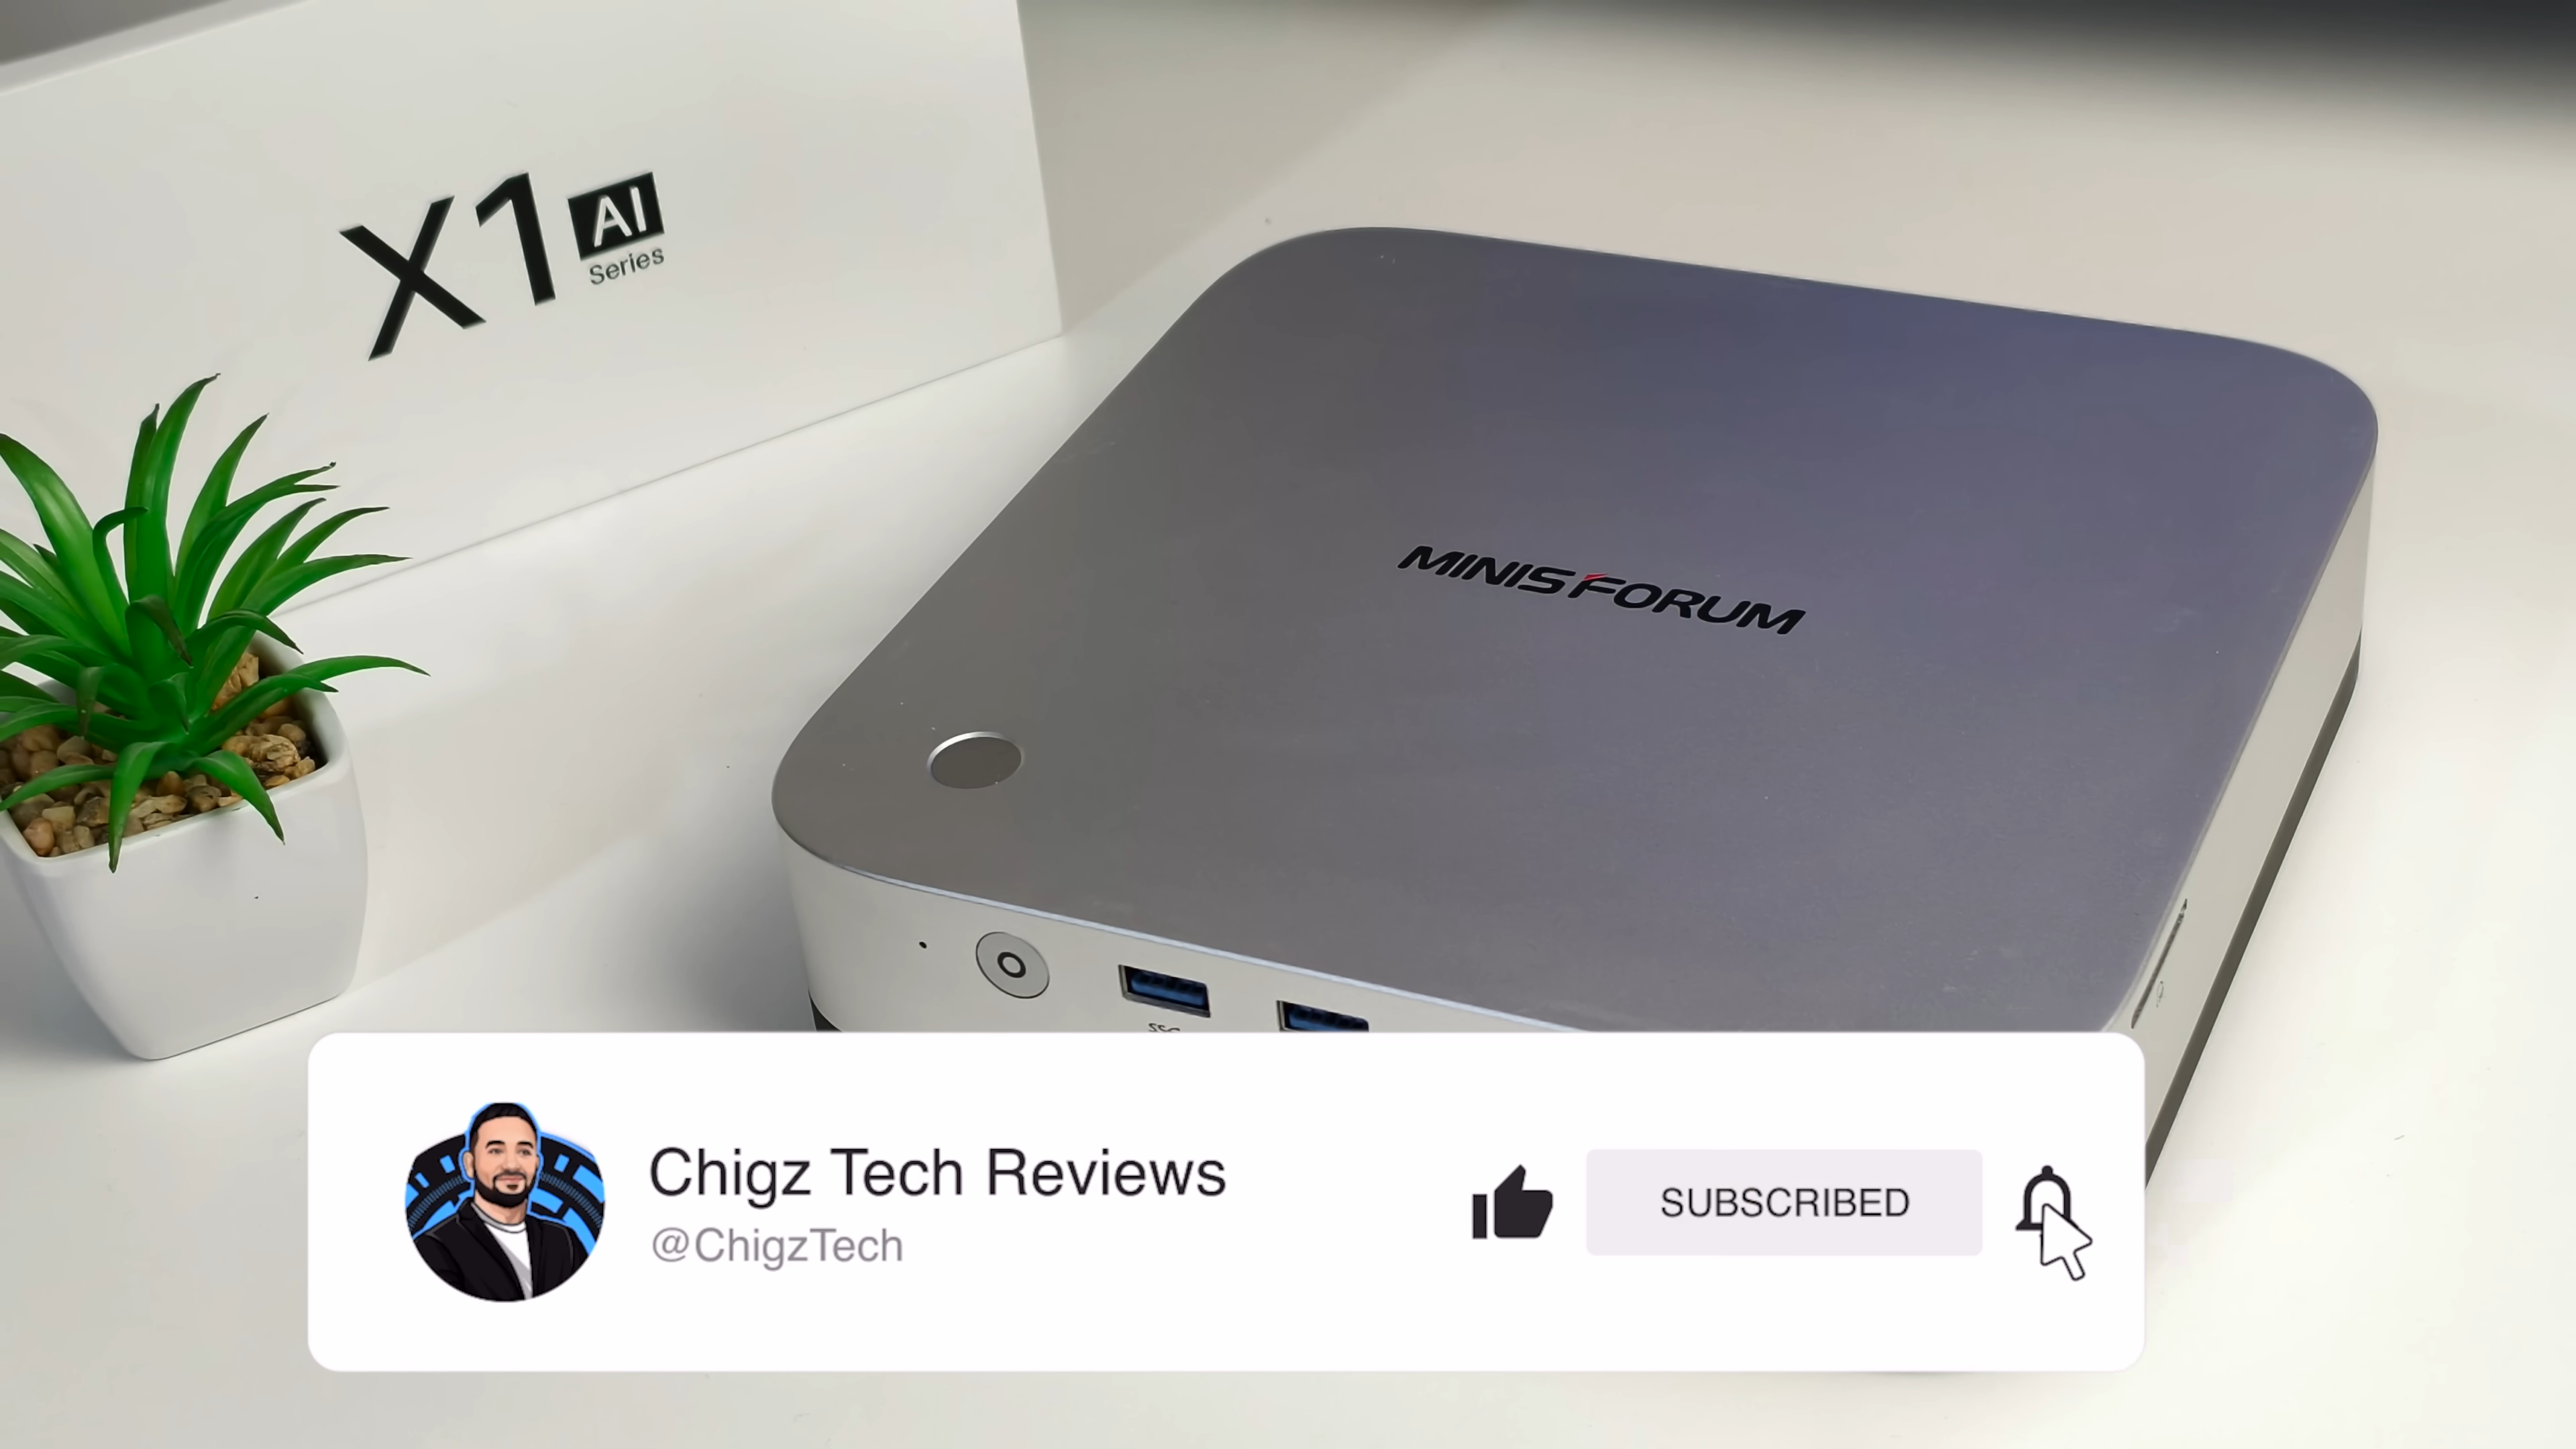 X1 AI
Series
MINISFORUM
Chigz Tech Reviews
@ChigzTech
SUBSCRIBED